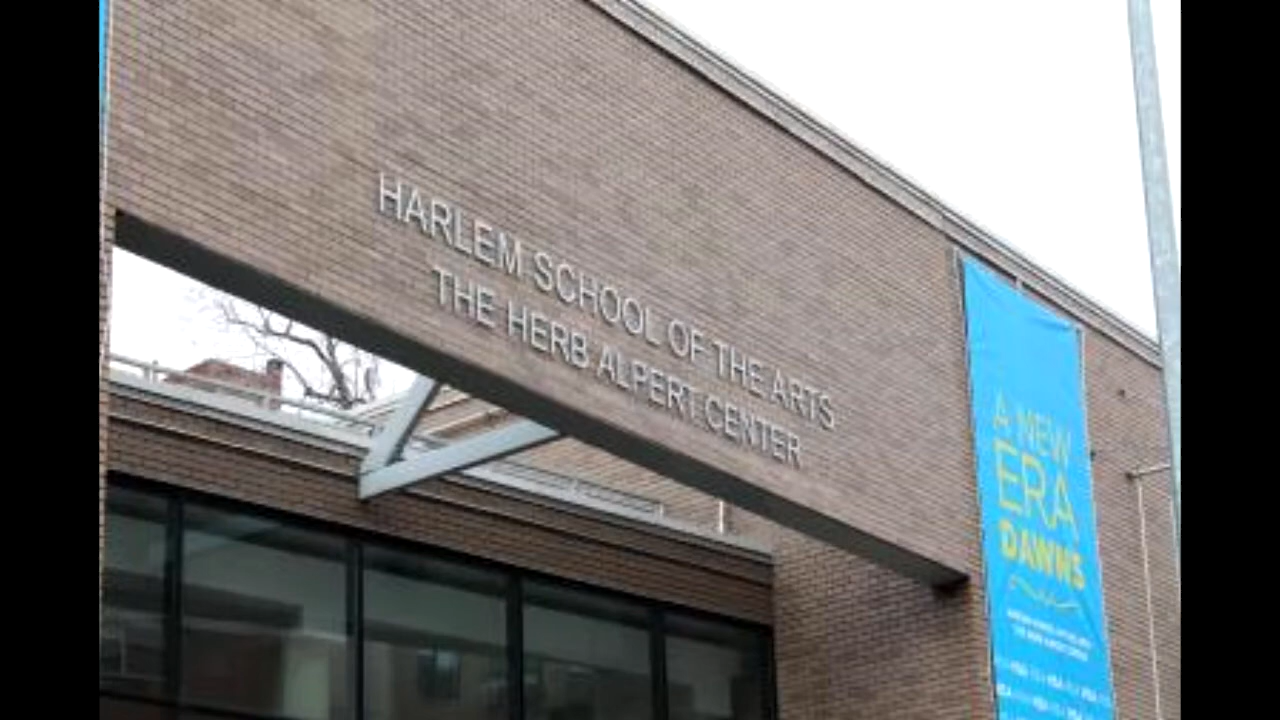 HARLEM SCHOOL OF THE ARTS
THE HERB ALPERT CENTER
A NEW
ERA
DAWNS